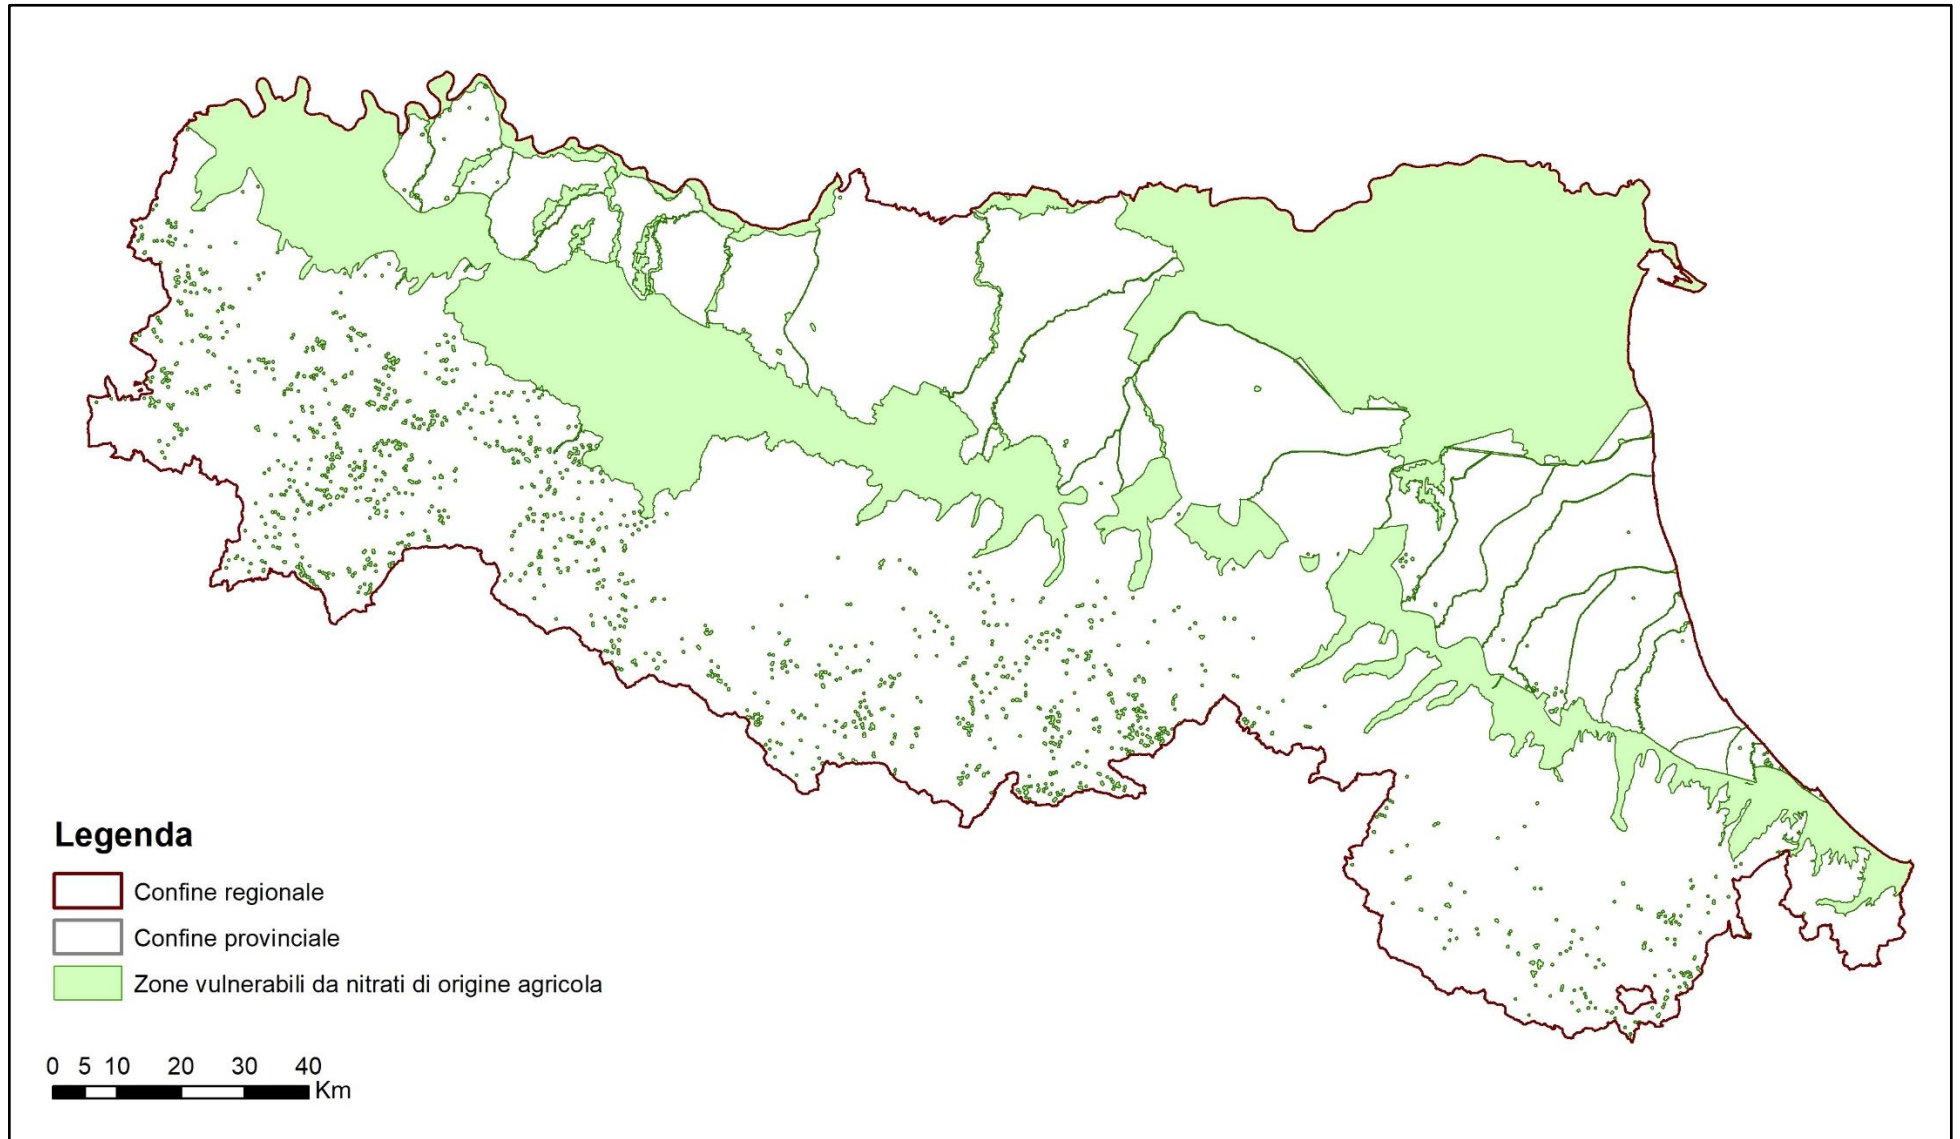 Legenda
Confine regionale
Confine provinciale
Zone vulnerabili da nitrati di origine agricola
0 5 10 20 30 40
Km